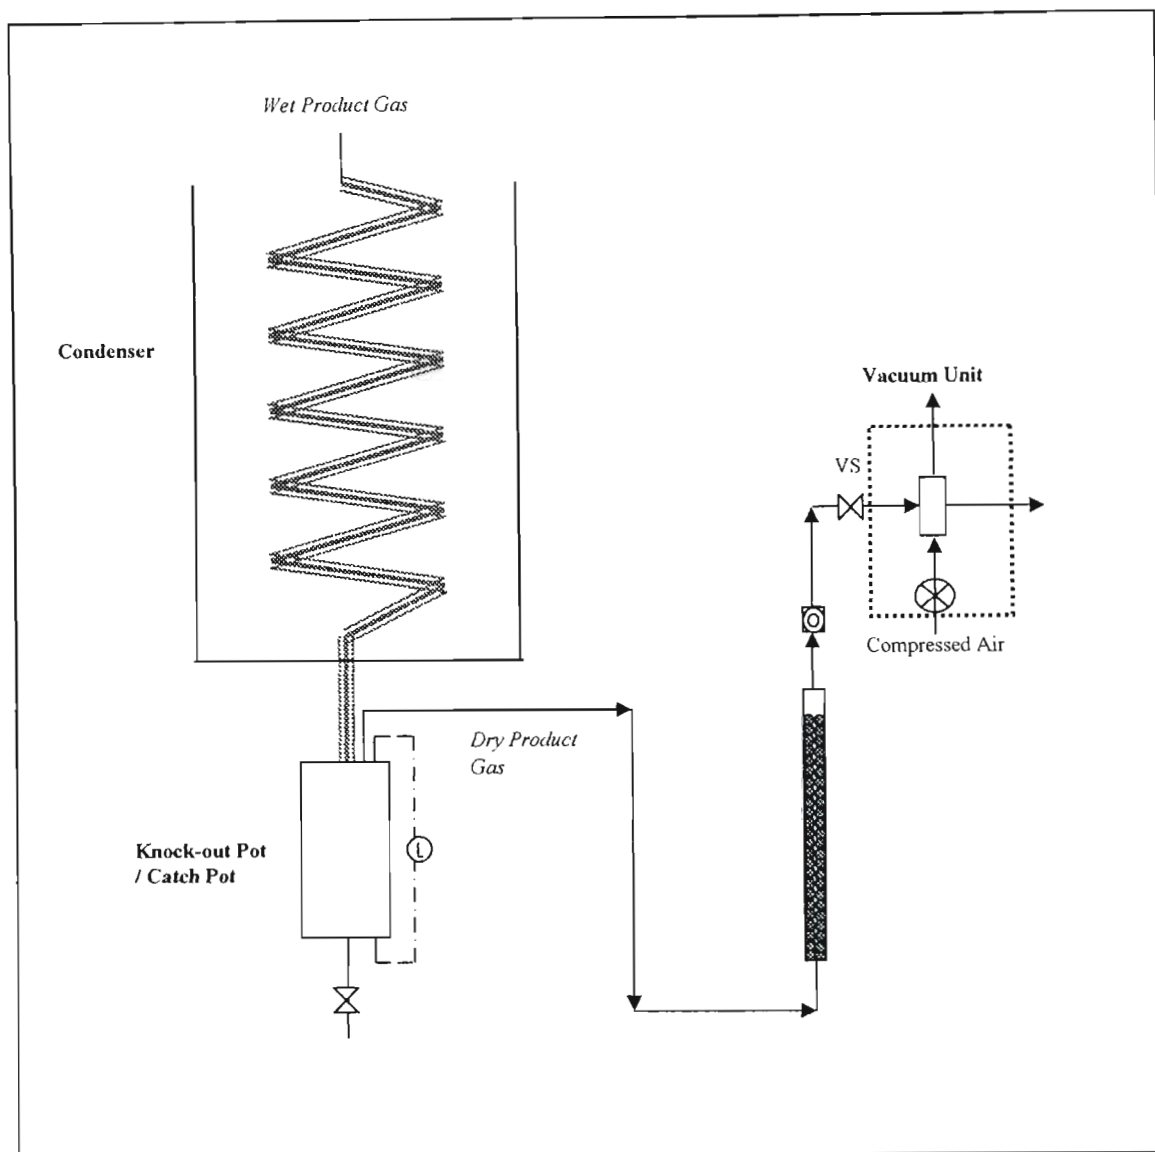 Wet Product Gas
Condenser
Vacuum Unit
VS
Compressed Air
Dry Product
Gas
Knock-out Pot
/ Catch Pot
L